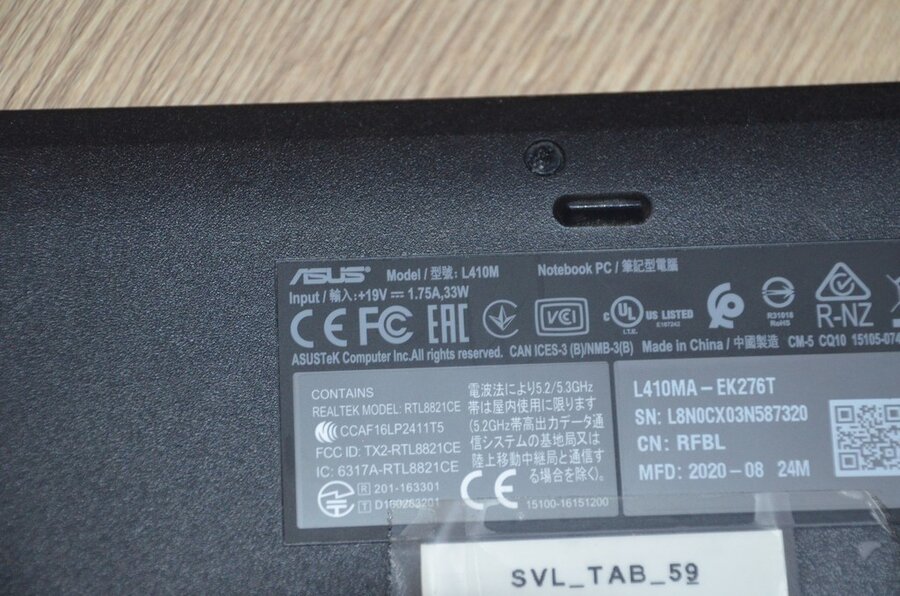 ASUS Model / 型號: L410M Notebook PC / 筆記型電腦
Input / 輸入: +19V ⎓ 1.75A,33W
CE FC EAC VCI c UL US LISTED I.T.E. E187242 R31018 RoHS R-NZ
ASUSTeK Computer Inc.All rights reserved. CAN ICES-3 (B)/NMB-3(B) Made in China / 中國製造 CM-5 CQ10 15105-074
CONTAINS
REALTEK MODEL: RTL8821CE
CCAF16LP2411T5
FCC ID: TX2-RTL8821CE
IC: 6317A-RTL8821CE
R 201-163301
T D180283201
電波法により5.2/5.3GHz
帯は屋内使用に限ります
(5.2GHz帯高出力データ通
信システムの基地局又は
陸上移動中継局と通信す
る場合を除く)。
CE
15100-16151200
L410MA-EK276T
SN: L8N0CX03N587320
CN: RFBL
MFD: 2020-08 24M
SVL_TAB_59